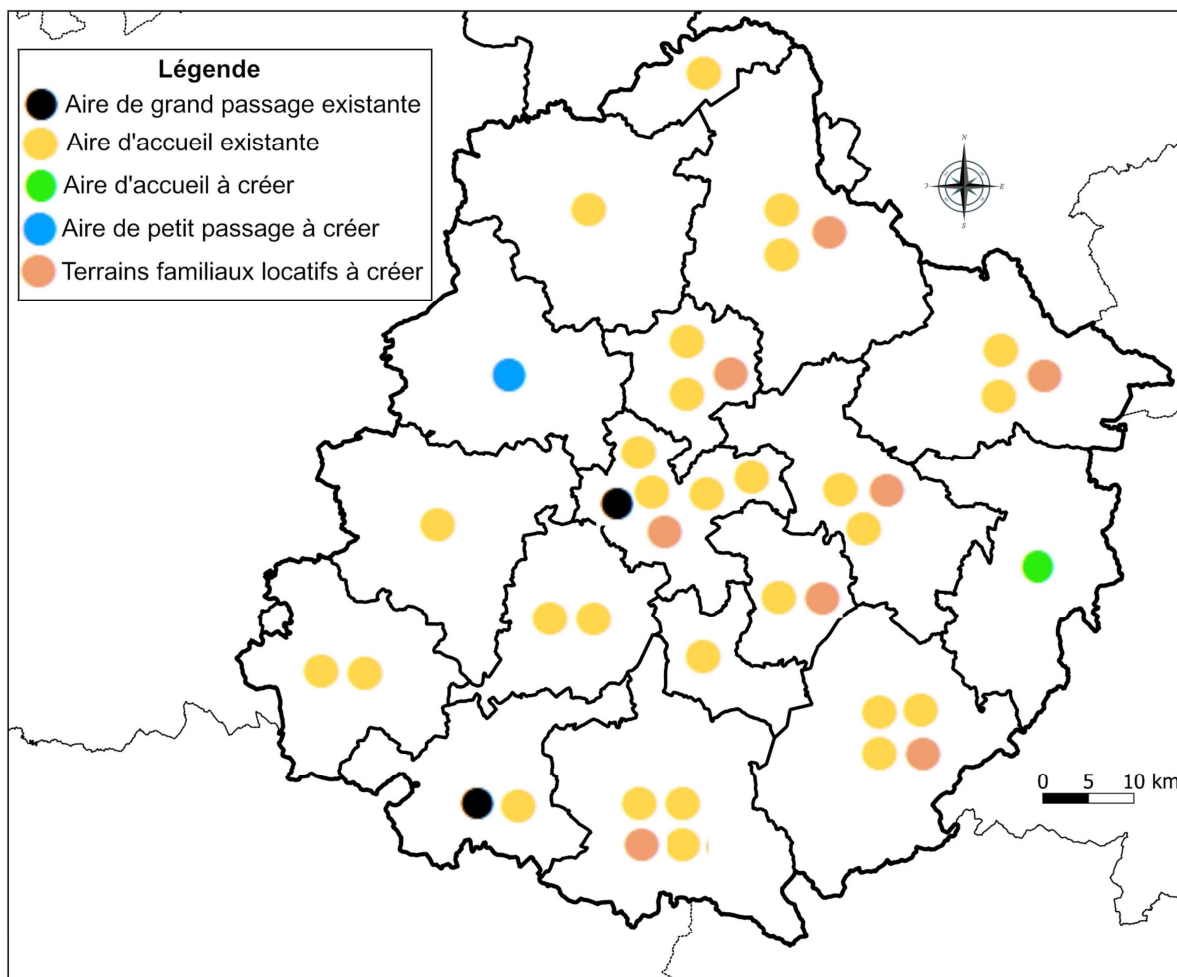 Légende
Aire de grand passage existante
Aire d'accueil existante
Aire d'accueil à créer
Aire de petit passage à créer
Terrains familiaux locatifs à créer
N
E
S
0 5 10 km